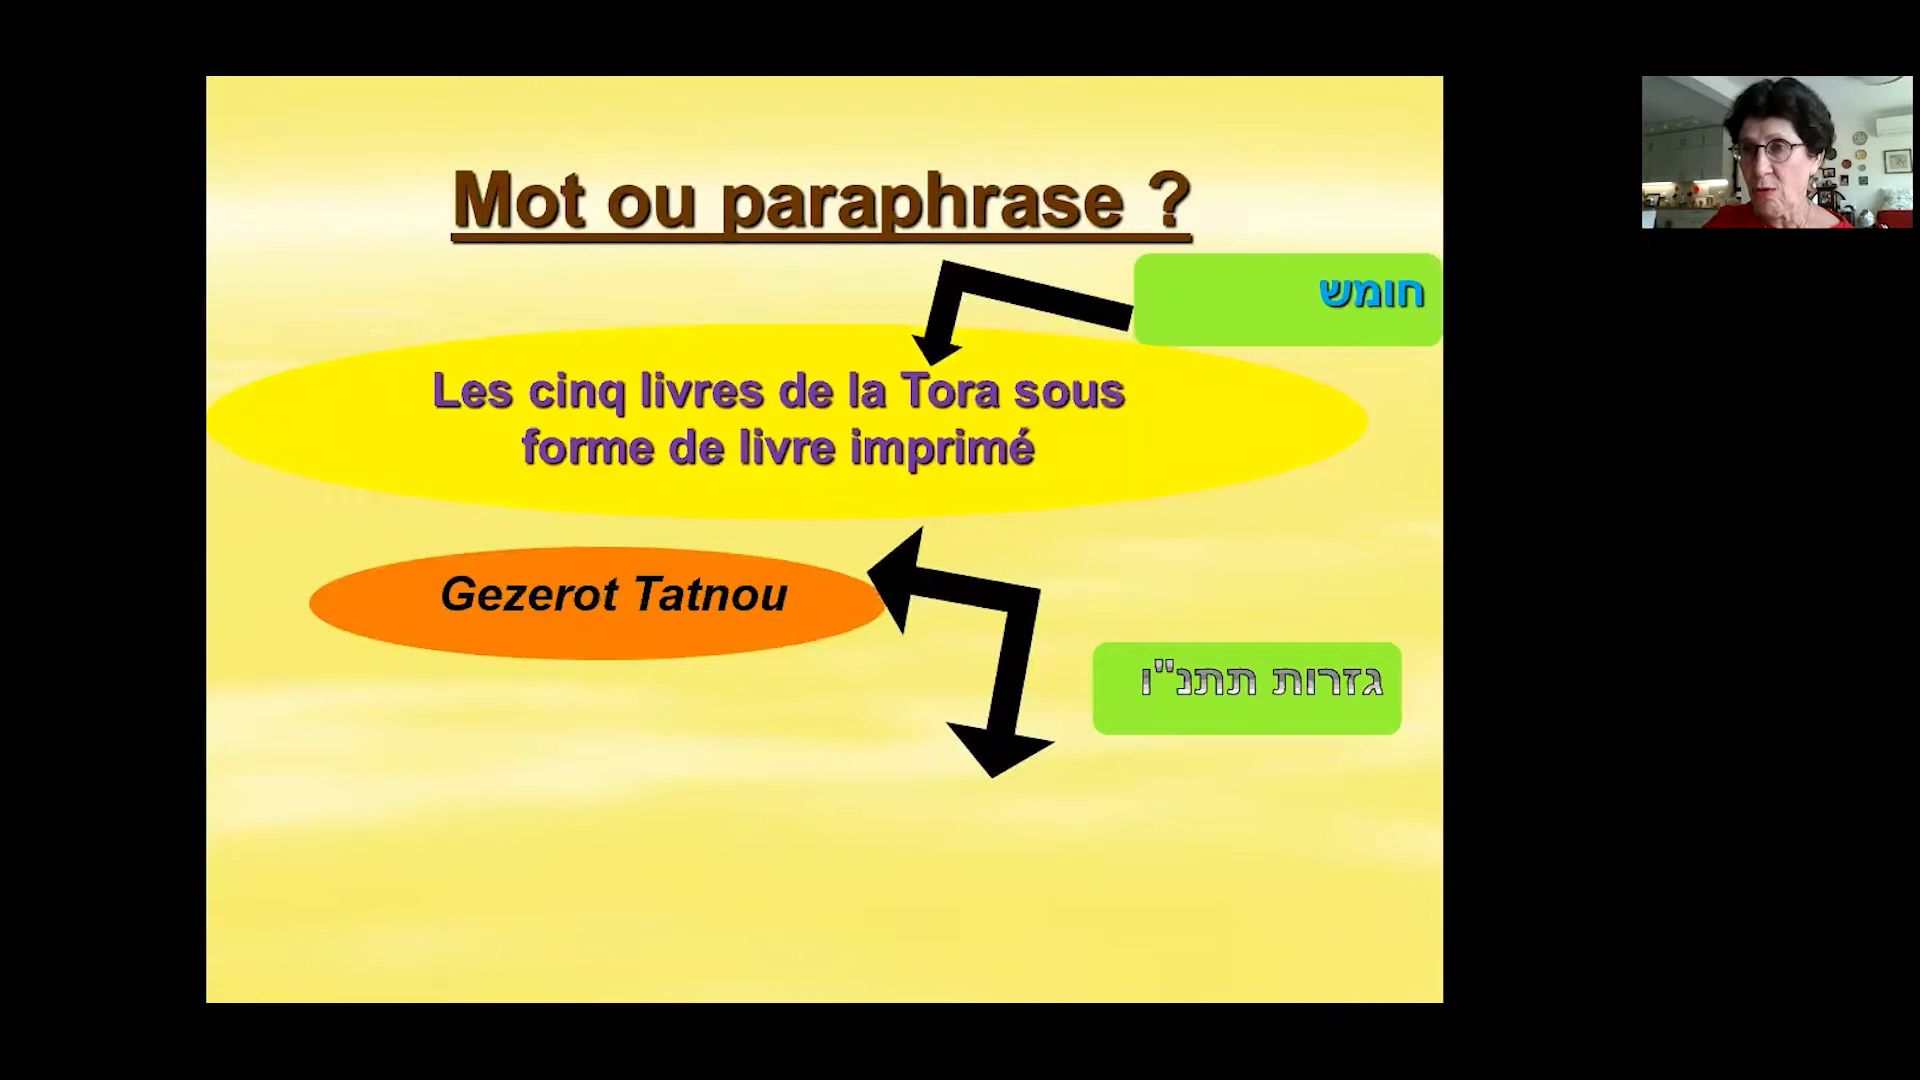 Mot ou paraphrase ?
חומש
Les cinq livres de la Tora sous
forme de livre imprimé
Gezerot Tatnou
גזרות תתנ"ו